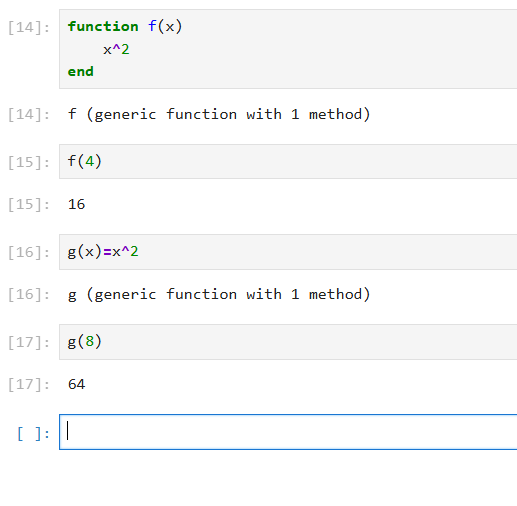 [14]: function f(x)
x^2
end
[14]: f (generic function with 1 method)
[15]: f(4)
[15]: 16
[16]: g(x)=x^2
[16]: g (generic function with 1 method)
[17]: g(8)
[17]: 64
[ ]: